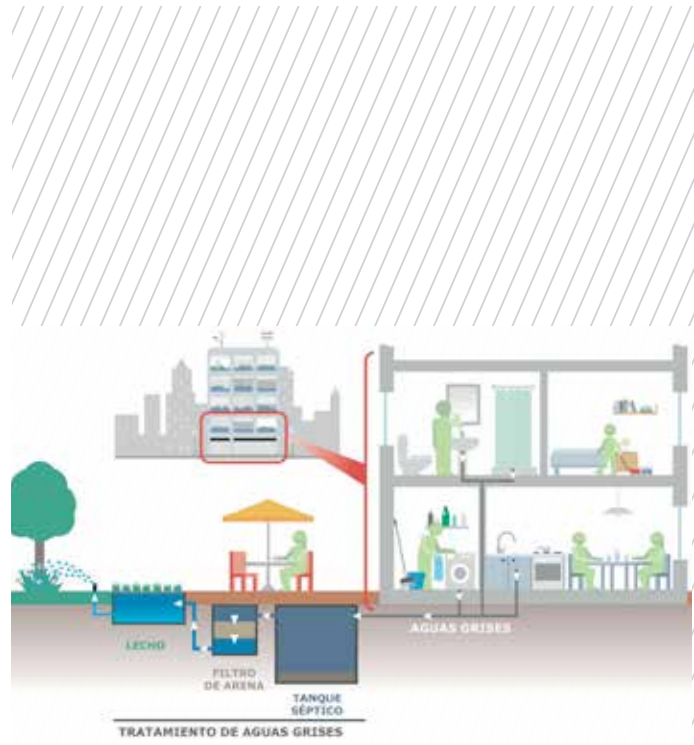 AGUAS GRISES
LECHO
FILTRO
DE ARENA
TANQUE
SÉPTICO
TRATAMIENTO DE AGUAS GRISES